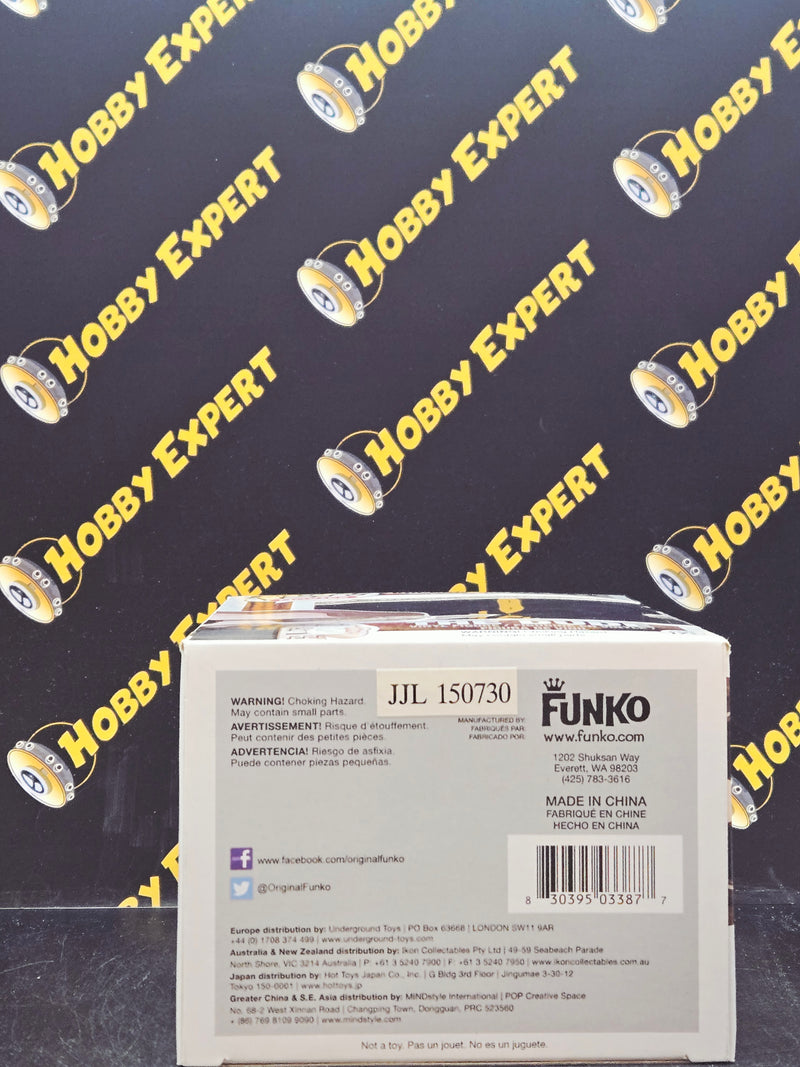 HOBBY EXPERT
HOBBY EXPERT
HOBBY EXPERT
HOBBY EXPERT
HOBBY EXPERT
HOBBY EXPERT
HOBBY EXPERT
HOBBY EXPERT
HOBBY EXPERT
HOBBY
HOBBY
WARNING! Choking Hazard.
May contain small parts.
AVERTISSEMENT! Risque d'étouffement.
Peut contenir des petites pièces.
ADVERTENCIA! Riesgo de asfixia.
Puede contener piezas pequeñas.
JJL 150730
MANUFACTURED BY:
FABRIQUÉS PAR:
FABRICADO POR:
FUNKO
www.funko.com
1202 Shuksan Way
Everett, WA 98203
(425) 783-3616
MADE IN CHINA
FABRIQUÉ EN CHINE
HECHO EN CHINA
www.facebook.com/originalfunko
@OriginalFunko
8 30395 03387 7
Europe distribution by: Underground Toys | PO Box 63668 | LONDON SW11 9AR
+44 (0) 1708 374 499 | www.underground-toys.com
Australia & New Zealand distribution by: Ikon Collectables Pty Ltd | 49-59 Seabeach Parade
North Shore, VIC 3214 Australia | P: +61 3 5240 7900 | F: +61 3 5240 7950 | www.ikoncollectables.com.au
Japan distribution by: Hot Toys Japan Co., Inc. | G Bldg 3rd Floor | Jingumae 3-30-12
Tokyo 150-0001 | www.hottoys.jp
Greater China & S.E. Asia distribution by: MINDstyle International | POP Creative Space
No. 68-2 West Xinnan Road | Changping Town, Dongguan, PRC 523560
+ (86) 769 8109 9090 | www.mindstyle.com
Not a toy. Pas un jouet. No es un juguete.